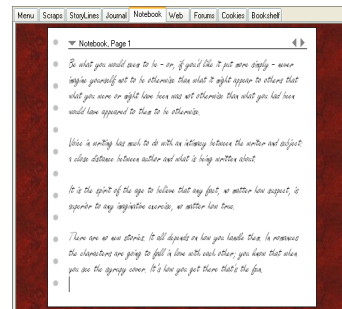 Menu Scraps StoryLines Journal Notebook Web Forums Cookies Bookshelf
Notebook, Page 1
Be what you would seem to be - or, if you'd like it put more simply - never
imagine yourself not to be otherwise than what it might appear to others that
what you were or might have been was not otherwise than what you had been
would have appeared to them to be otherwise.
Voice in writing has much to do with an intimacy between the writer and subject;
a close distance between author and what is being written about.
It is the spirit of the age to believe that any fact, no matter how suspect, is
superior to any imaginative exercise, no matter how true.
There are no new stories. It all depends on how you handle them. In romances
the characters are going to fall in love with each other; you know that when
you see the syrupy cover. It's how you got there that's the fun.